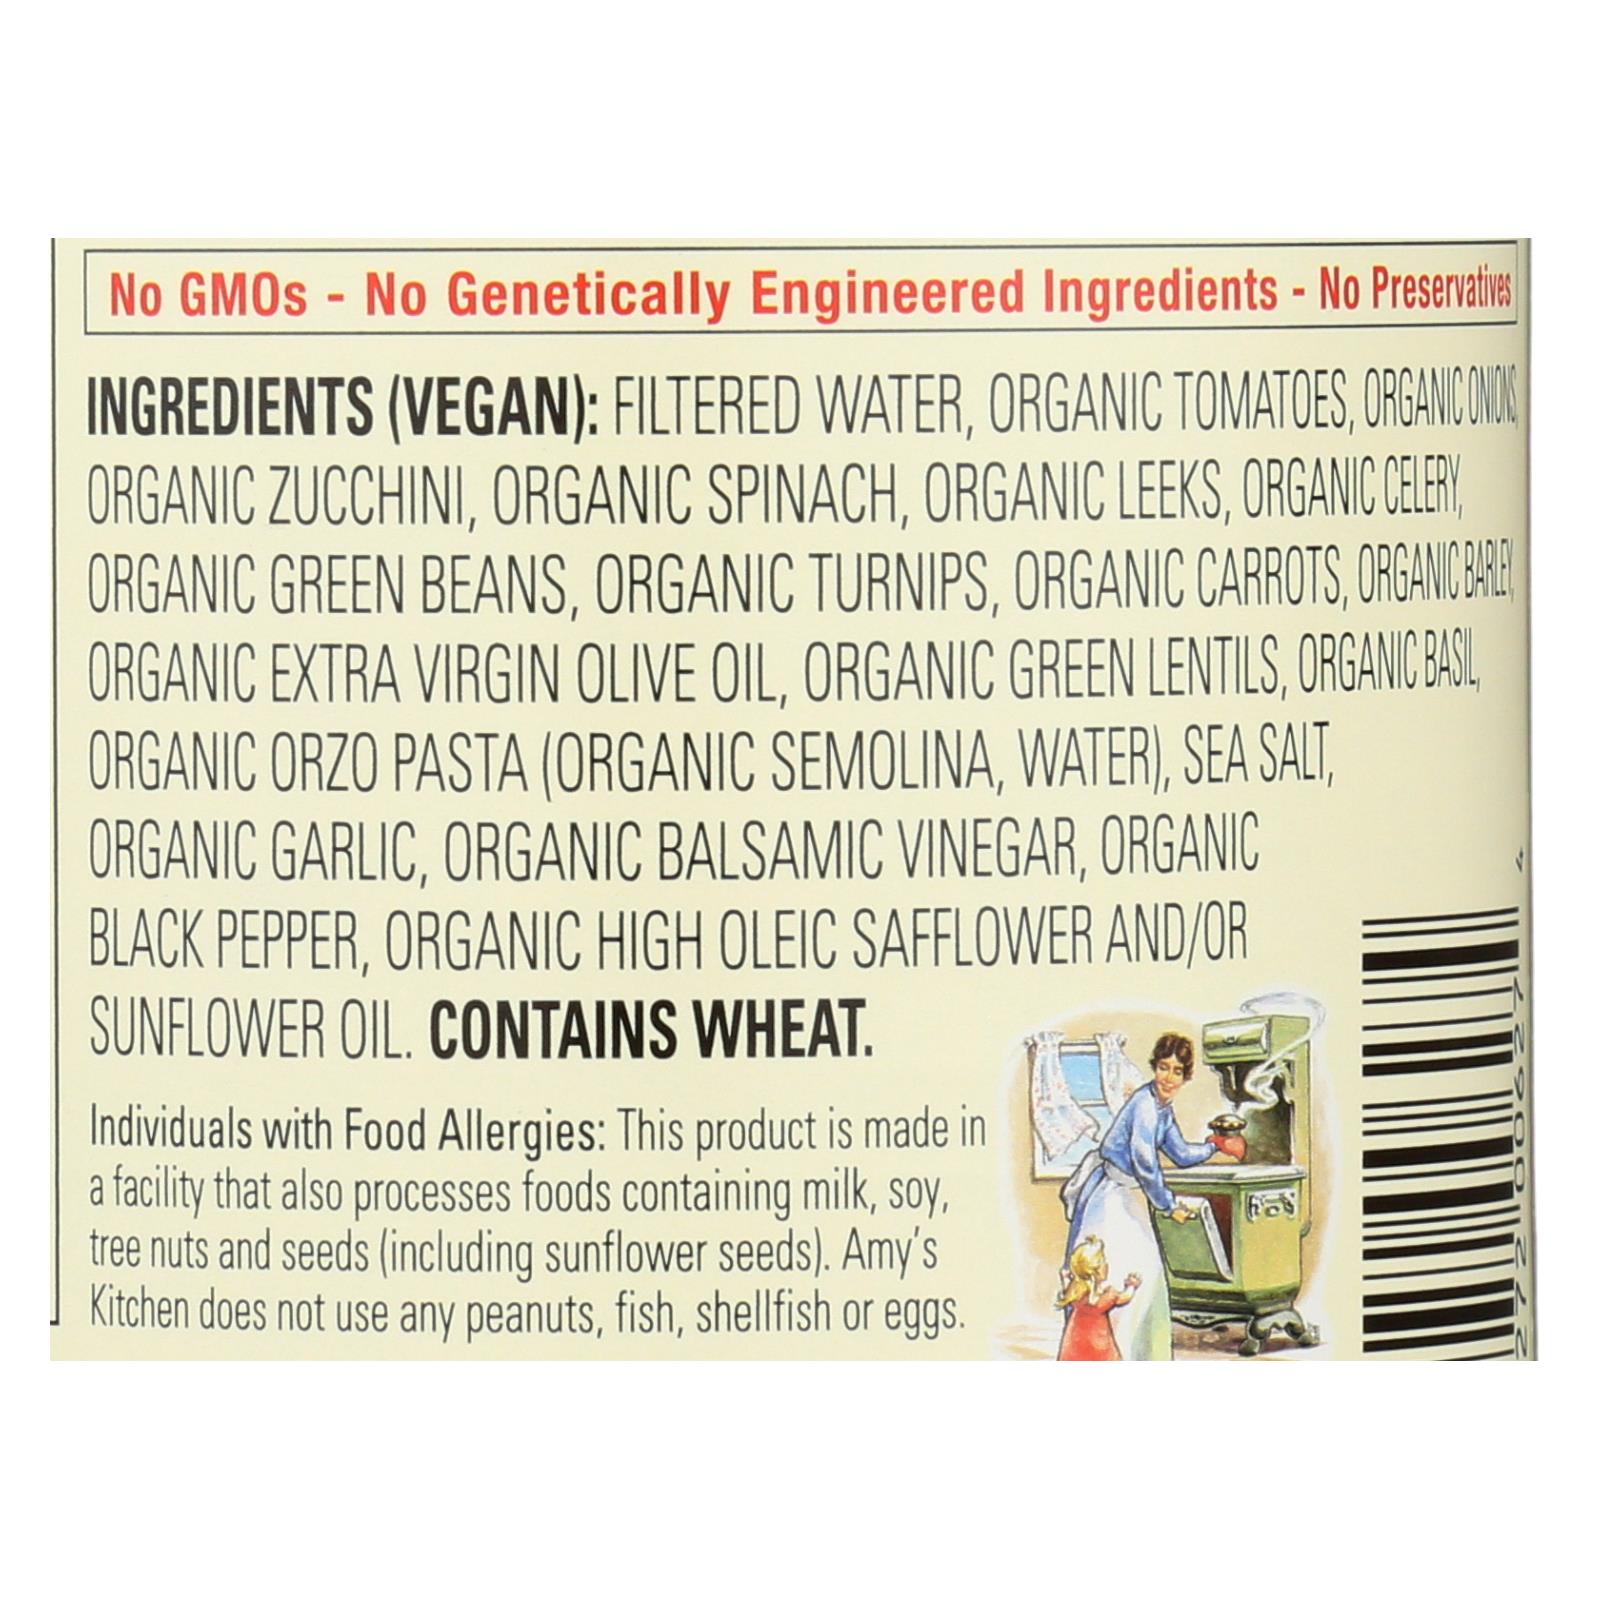 No GMOs - No Genetically Engineered Ingredients - No Preservatives
INGREDIENTS (VEGAN): FILTERED WATER, ORGANIC TOMATOES, ORGANIC ONIONS,
ORGANIC ZUCCHINI, ORGANIC SPINACH, ORGANIC LEEKS, ORGANIC CELERY,
ORGANIC GREEN BEANS, ORGANIC TURNIPS, ORGANIC CARROTS, ORGANIC BARLEY,
ORGANIC EXTRA VIRGIN OLIVE OIL, ORGANIC GREEN LENTILS, ORGANIC BASIL,
ORGANIC ORZO PASTA (ORGANIC SEMOLINA, WATER), SEA SALT,
ORGANIC GARLIC, ORGANIC BALSAMIC VINEGAR, ORGANIC
BLACK PEPPER, ORGANIC HIGH OLEIC SAFFLOWER AND/OR
SUNFLOWER OIL. CONTAINS WHEAT.
Individuals with Food Allergies: This product is made in
a facility that also processes foods containing milk, soy,
tree nuts and seeds (including sunflower seeds). Amy's
Kitchen does not use any peanuts, fish, shellfish or eggs.
27200627 4